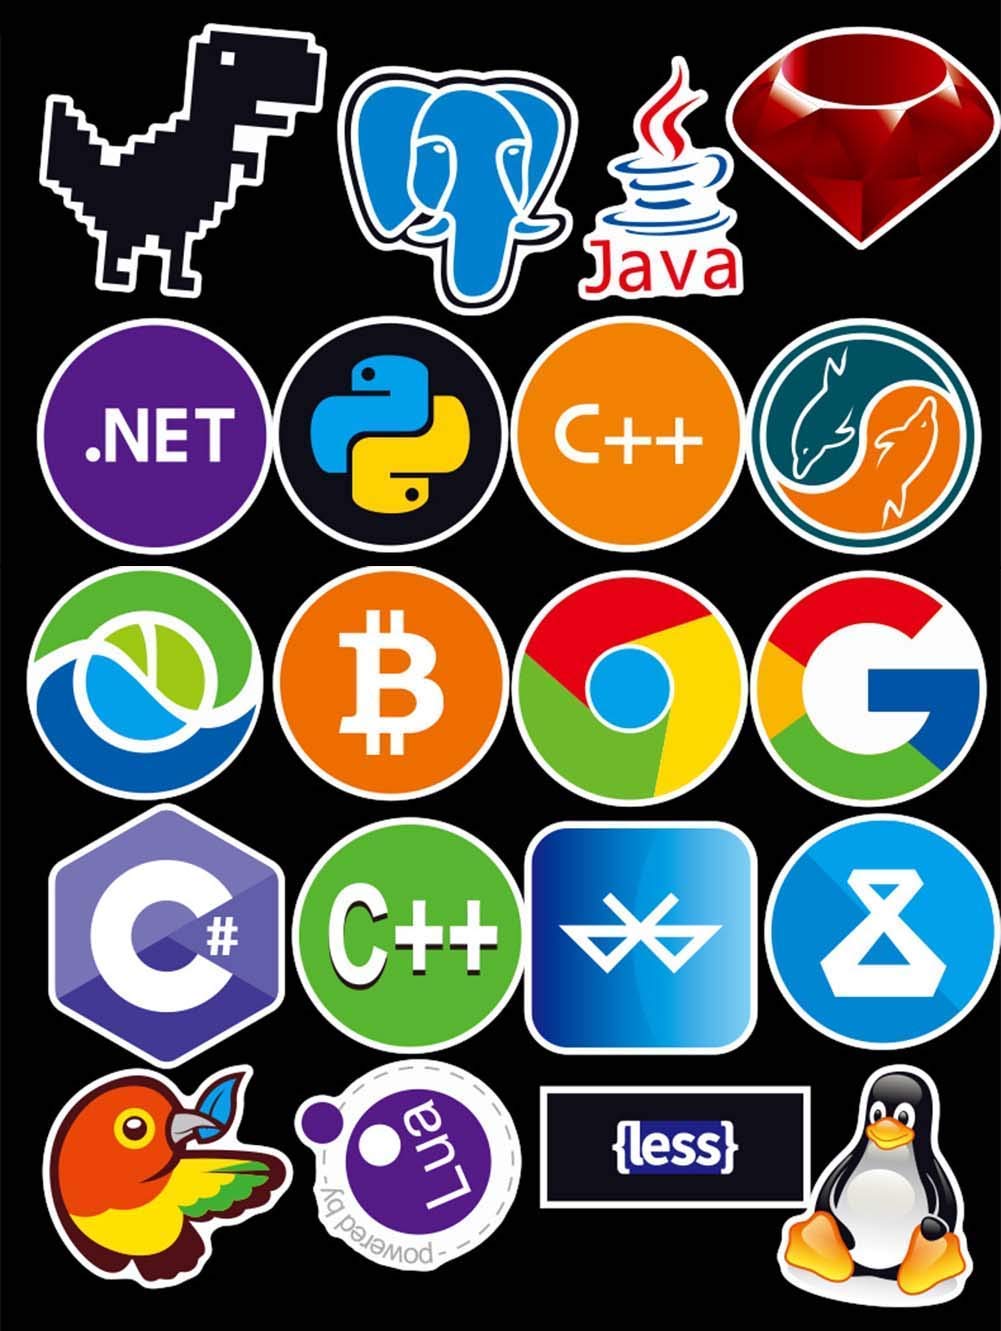 Java
.NET
C++
C#
C++
Lua
-powered by-
{less}